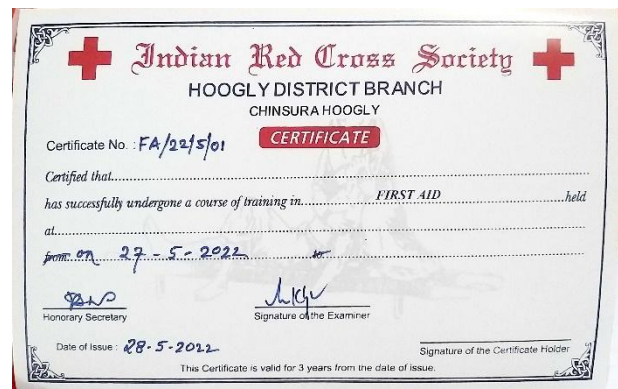 Indian Red Cross Society
HOOGLY DISTRICT BRANCH
CHINSURA HOOGLY
CERTIFICATE
Certificate No. : FA/22/5/01
Certified that
has successfully undergone a course of training in FIRST AID held
at
from on 27-5-2022 to
Honorary Secretary
Signature of the Examiner
Date of Issue : 28-5-2022
Signature of the Certificate Holder
This Certificate is valid for 3 years from the date of issue.